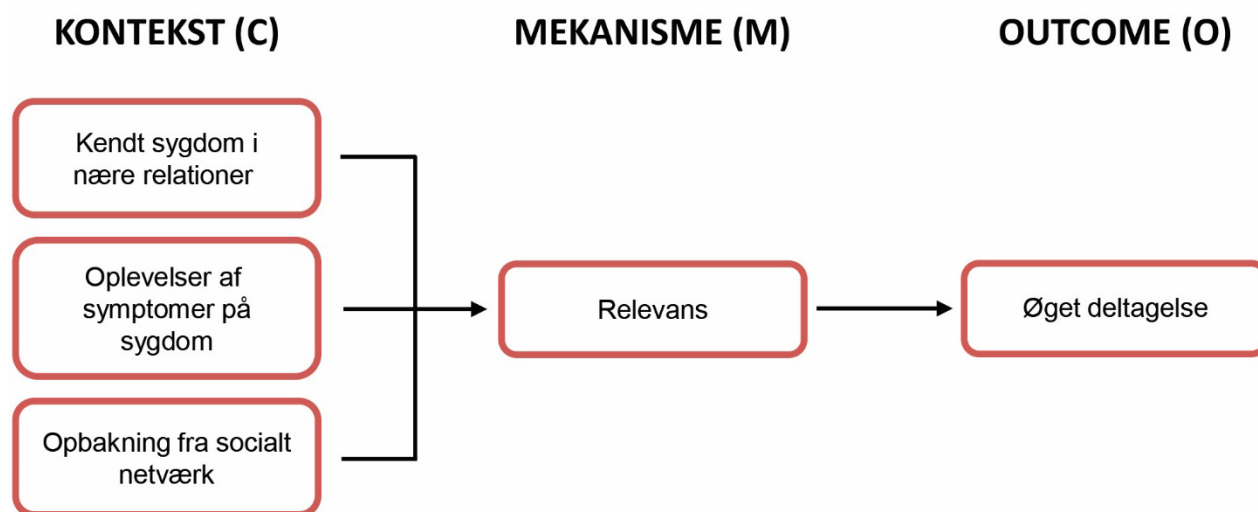 KONTEKST (C)
MEKANISME (M)
OUTCOME (O)
Kendt sygdom i
nære relationer
Oplevelser af
symptomer på
sygdom
Opbakning fra socialt
netværk
Relevans
Øget deltagelse